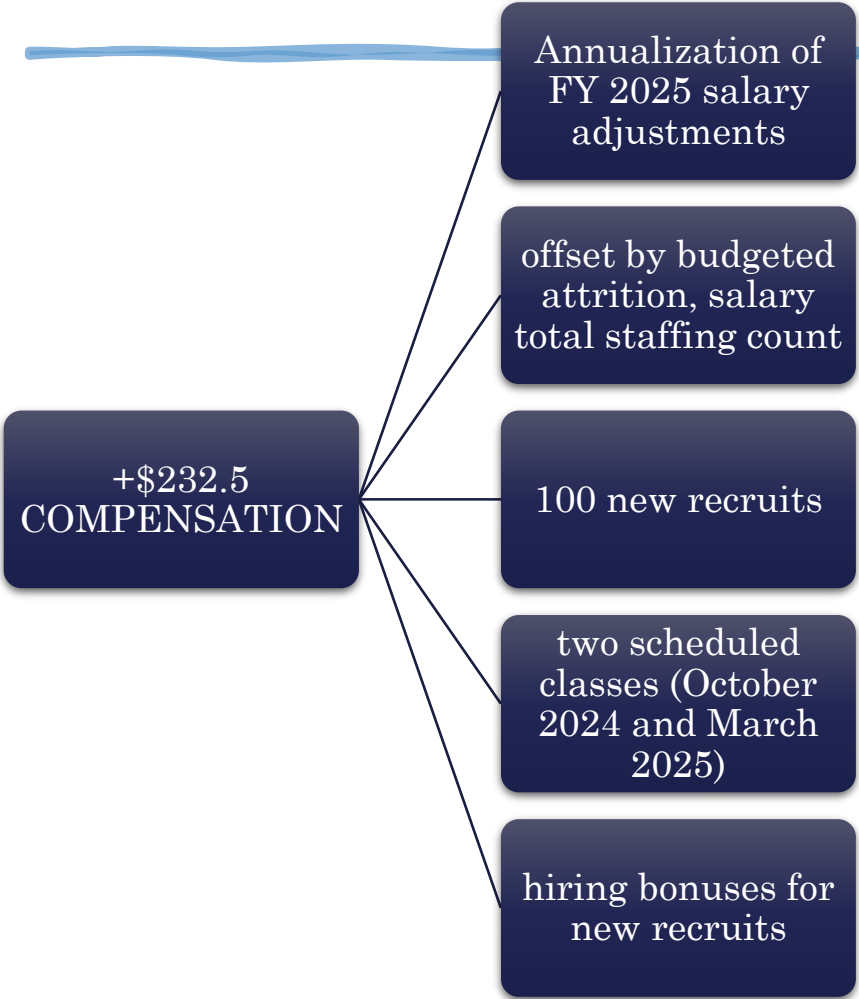 Annualization of
FY 2025 salary
adjustments
offset by budgeted
attrition, salary
total staffing count
+$232.5
COMPENSATION
100 new recruits
two scheduled
classes (October
2024 and March
2025)
hiring bonuses for
new recruits